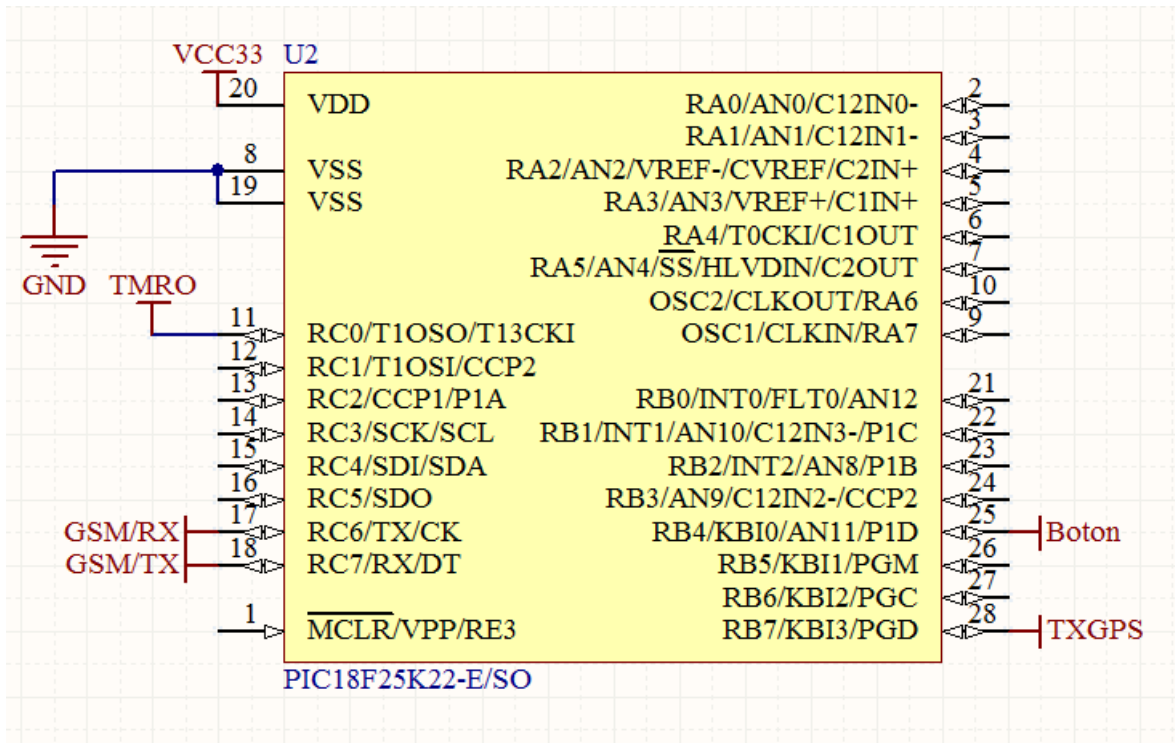 VCC33 U2
20 VDD RA0/AN0/C12IN0- 2
RA1/AN1/C12IN1- 3
8 VSS RA2/AN2/VREF-/CVREF/C2IN+ 4
19 VSS RA3/AN3/VREF+/C1IN+ 5
RA4/T0CKI/C1OUT 6
RA5/AN4/SS/HLVDIN/C2OUT 7
GND TMRO OSC2/CLKOUT/RA6 10
11 RC0/T1OSO/T13CKI OSC1/CLKIN/RA7 9
12 RC1/T1OSI/CCP2
13 RC2/CCP1/P1A RB0/INT0/FLT0/AN12 21
14 RC3/SCK/SCL RB1/INT1/AN10/C12IN3-/P1C 22
15 RC4/SDI/SDA RB2/INT2/AN8/P1B 23
16 RC5/SDO RB3/AN9/C12IN2-/CCP2 24
GSM/RX 17 RC6/TX/CK RB4/KBI0/AN11/P1D 25 Boton
GSM/TX 18 RC7/RX/DT RB5/KBI1/PGM 26
RB6/KBI2/PGC 27
1 MCLR/VPP/RE3 RB7/KBI3/PGD 28 TXGPS
PIC18F25K22-E/SO